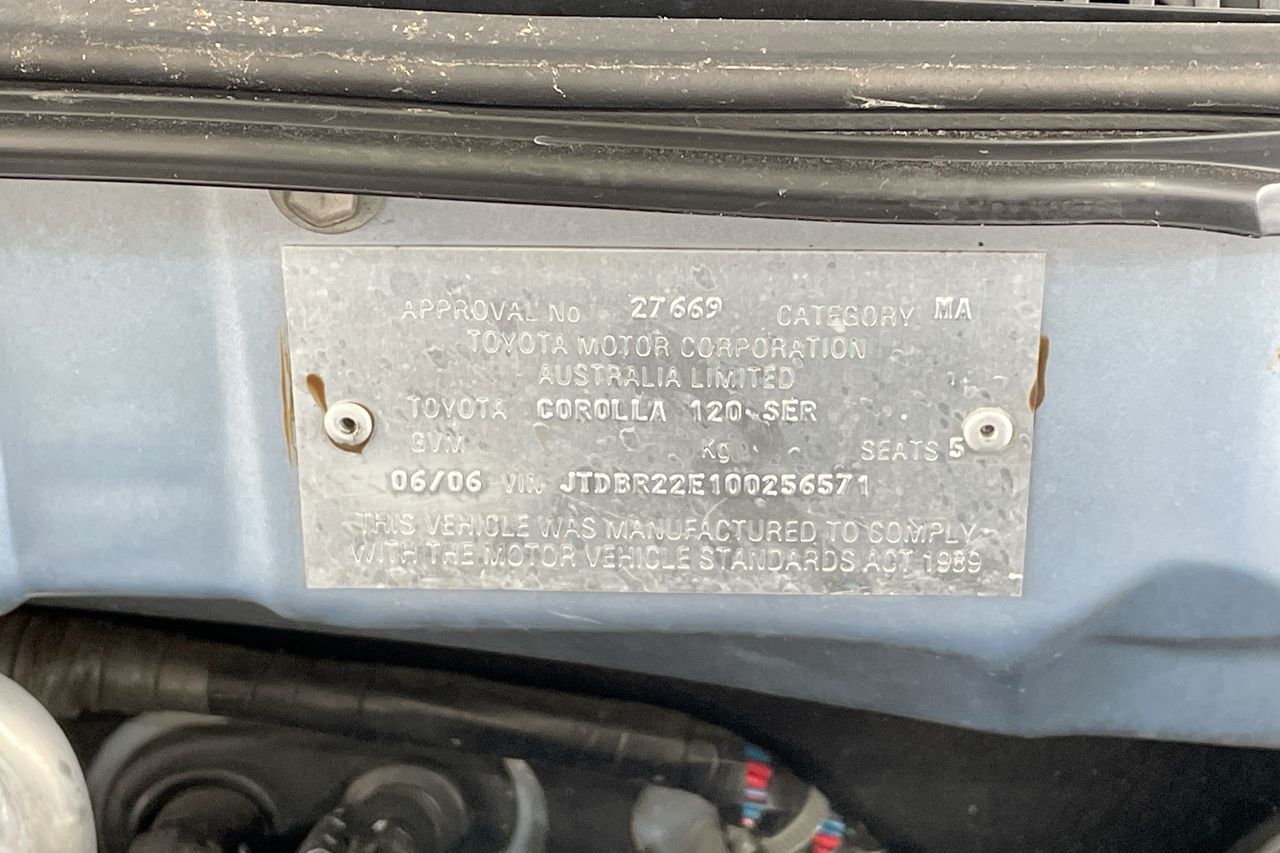 APPROVAL No 27669 CATEGORY MA
TOYOTA MOTOR CORPORATION
AUSTRALIA LIMITED
TOYOTA COROLLA 120 SER
GVM Kg SEATS 5
06/06 VIN JTDBR22E100256571
THIS VEHICLE WAS MANUFACTURED TO COMPLY
WITH THE MOTOR VEHICLE STANDARDS ACT 1989